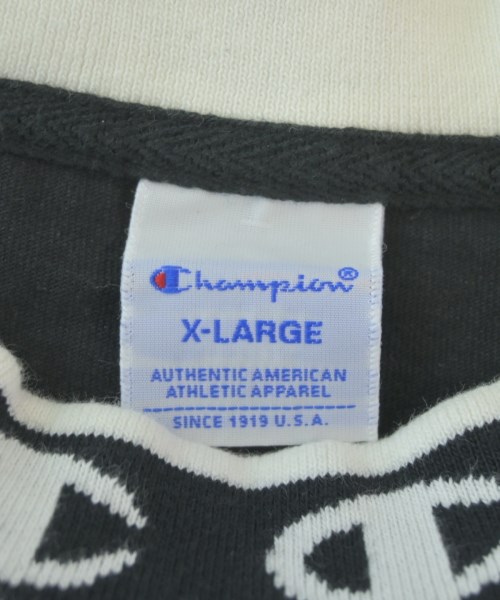 Champion®
X-LARGE
AUTHENTIC AMERICAN
ATHLETIC APPAREL
SINCE 1919 U.S.A.